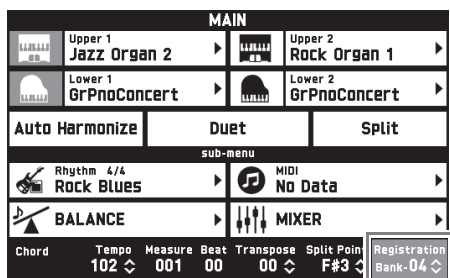 MAIN
Upper 1
Jazz Organ 2
Upper 2
Rock Organ 1
Lower 1
GrPnoConcert
Lower 2
GrPnoConcert
Auto Harmonize Duet Split
sub-menu
Rhythm 4/4
Rock Blues
MIDI
No Data
BALANCE MIXER
Chord Tempo Measure Beat Transpose Split Poin Registration
102 001 00 00 F#3 Bank-04